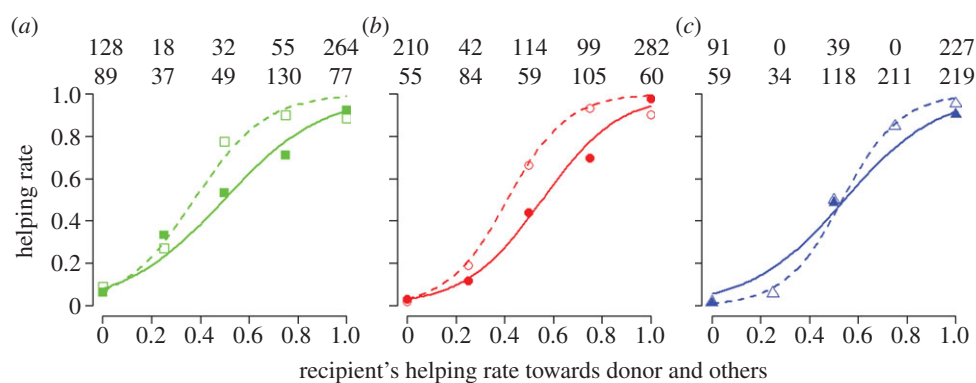 (a) (b) (c)
128 18 32 55 264 210 42 114 99 282 91 0 39 0 227
89 37 49 130 77 55 84 59 105 60 59 34 118 211 219
1.0
0.8
0.6
0.4
0.2
0
helping rate
0 0.2 0.4 0.6 0.8 1.0 0 0.2 0.4 0.6 0.8 1.0 0 0.2 0.4 0.6 0.8 1.0
recipient's helping rate towards donor and others